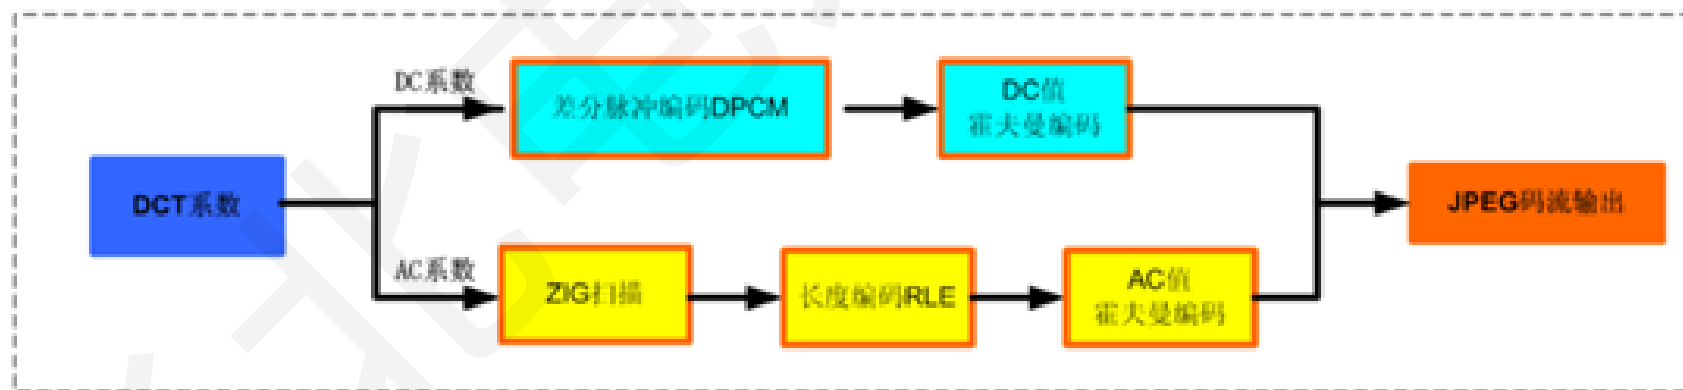 DC系数
差分脉冲编码DPCM
DC值
霍夫曼编码
DCT系数
JPEG码流输出
AC系数
ZIG扫描
长度编码RLE
AC值
霍夫曼编码